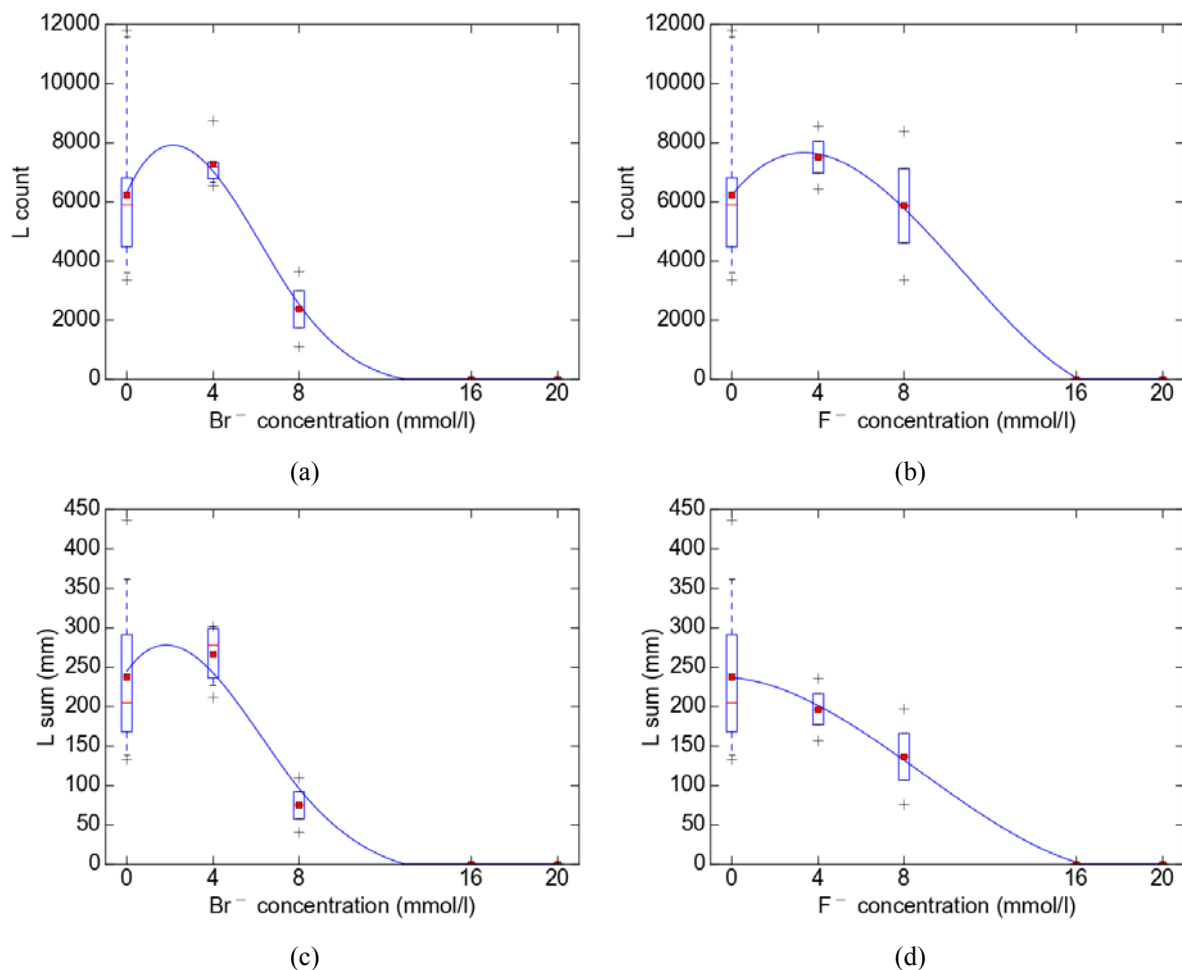 12000
10000
8000
6000
4000
2000
0
L count
0 4 8 16 20
Br⁻ concentration (mmol/l)
(a)
12000
10000
8000
6000
4000
2000
0
L count
0 4 8 16 20
F⁻ concentration (mmol/l)
(b)
450
400
350
300
250
200
150
100
50
0
L sum (mm)
0 4 8 16 20
Br⁻ concentration (mmol/l)
(c)
450
400
350
300
250
200
150
100
50
0
L sum (mm)
0 4 8 16 20
F⁻ concentration (mmol/l)
(d)